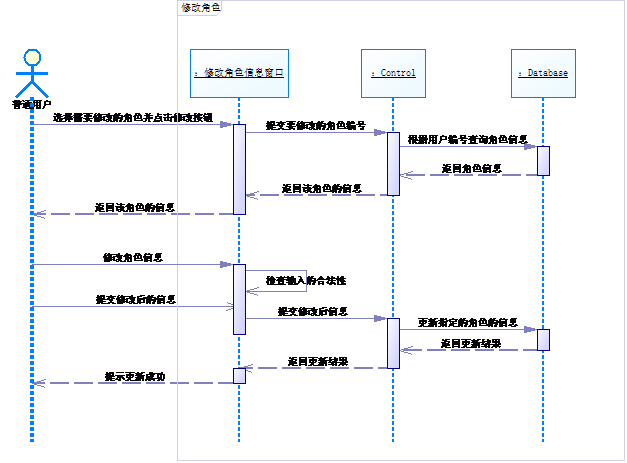 修改角色
: 修改角色信息窗口
: Control
: Database
普通用户
选择需要修改的角色并点击修改按钮
提交要修改的角色编号
根据用户编号查询角色信息
返回角色信息
返回该角色的信息
返回该角色的信息
修改角色信息
检查输入的合法性
提交修改后的信息
提交修改后信息
更新指定的角色的信息
返回更新结果
返回更新结果
提示更新成功